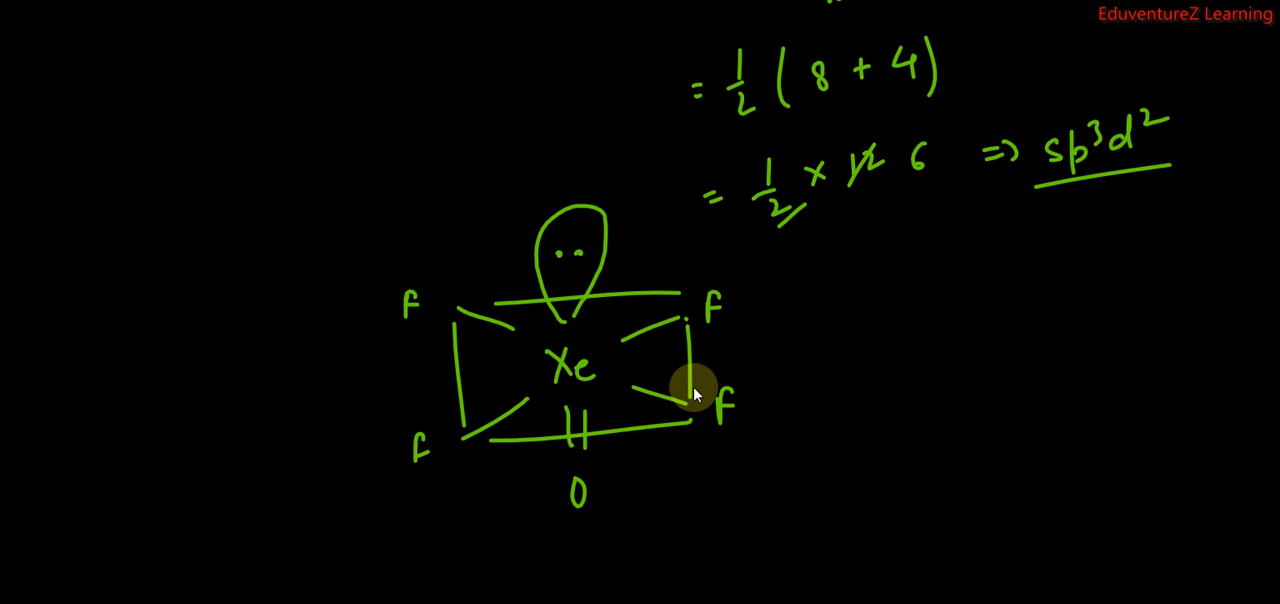 EduventureZ Learning
= 1/2 ( 8 + 4 )
= 1/2 × 12 6 => sp³d²
..
F F
Xe
F
F
O